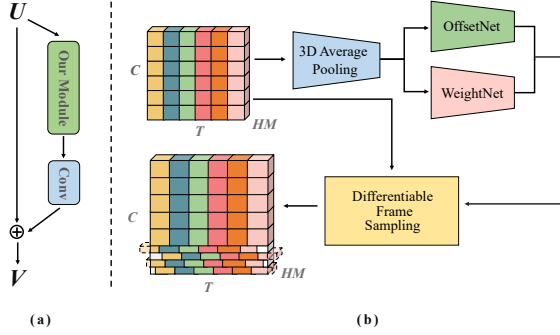 U
Our Module
Conv
V
(a)
C
T
HM
3D Average
Pooling
OffsetNet
WeightNet
Differentiable
Frame
Sampling
C
T
HM
(b)